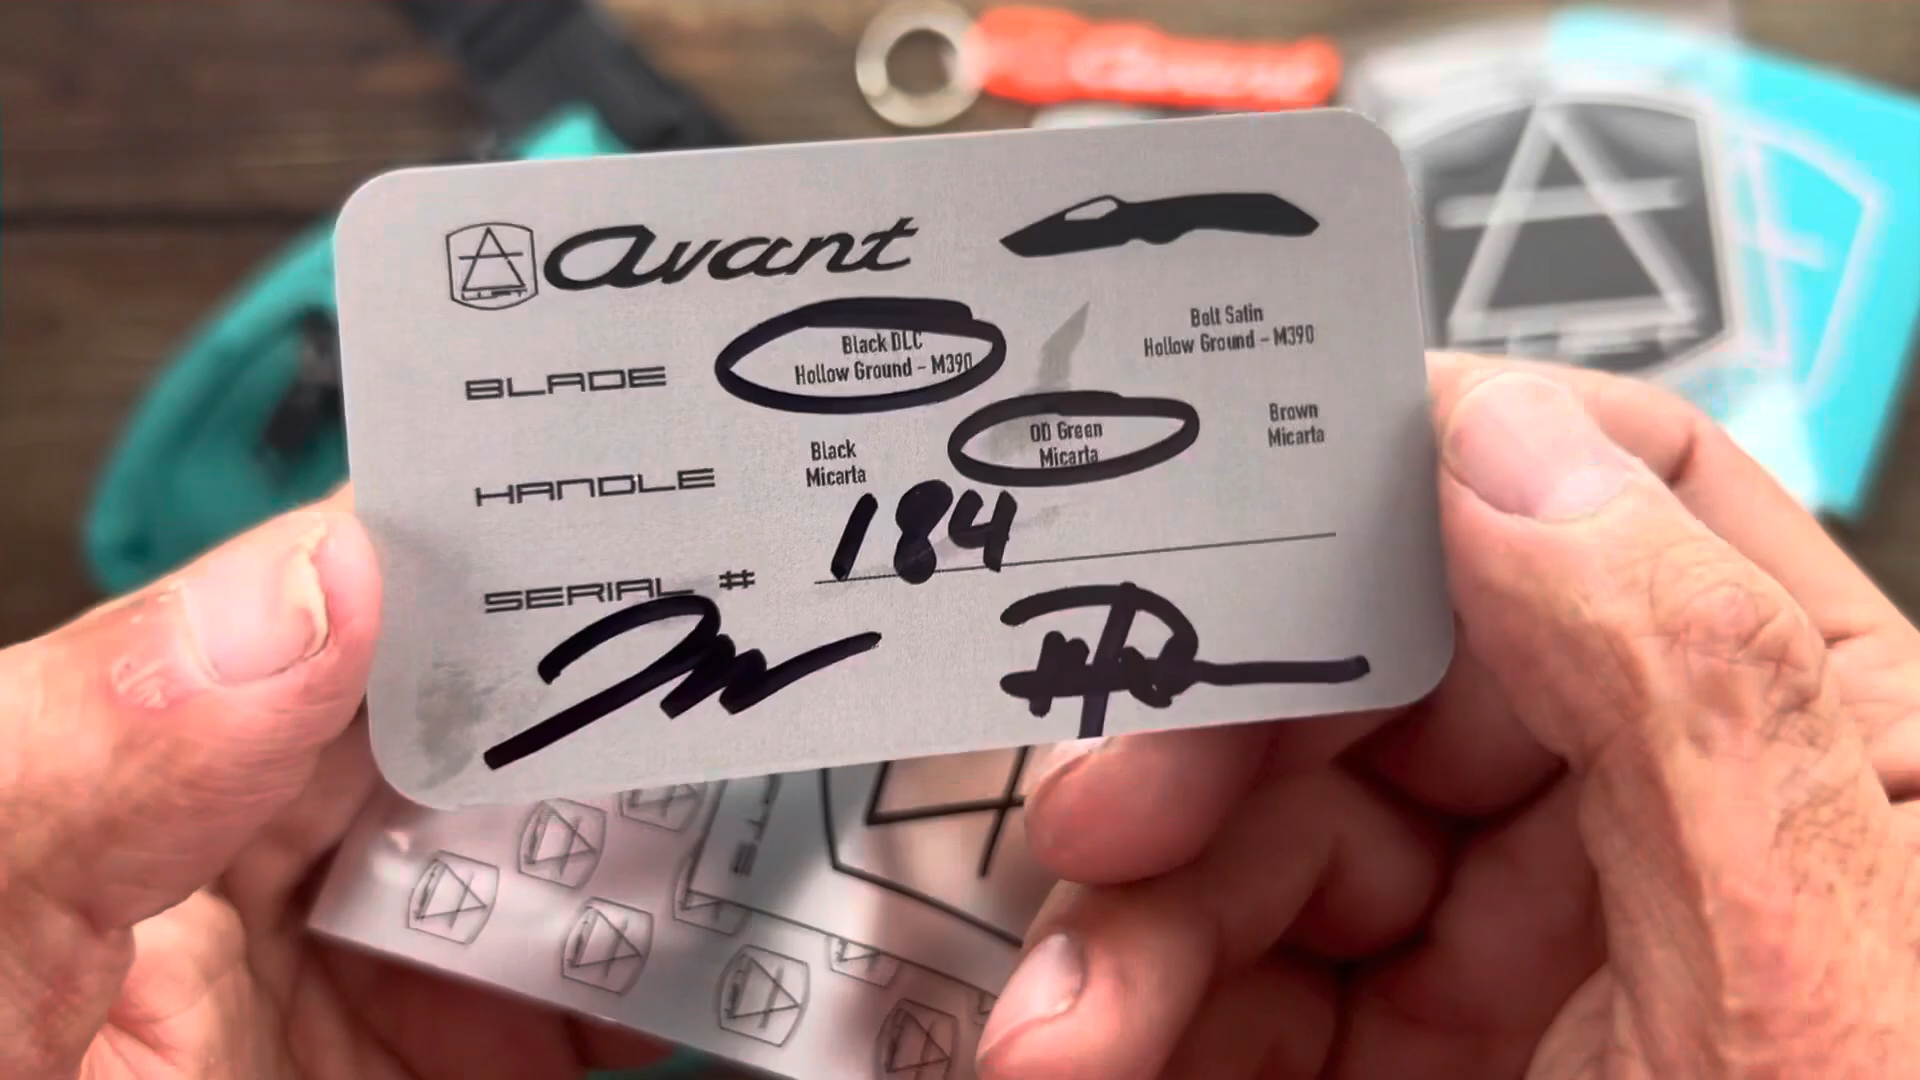 avant
BLADE
Black DLC
Hollow Ground - M390
Belt Satin
Hollow Ground - M390
HANDLE
Black
Micarta
OD Green
Micarta
Brown
Micarta
SERIAL # 184